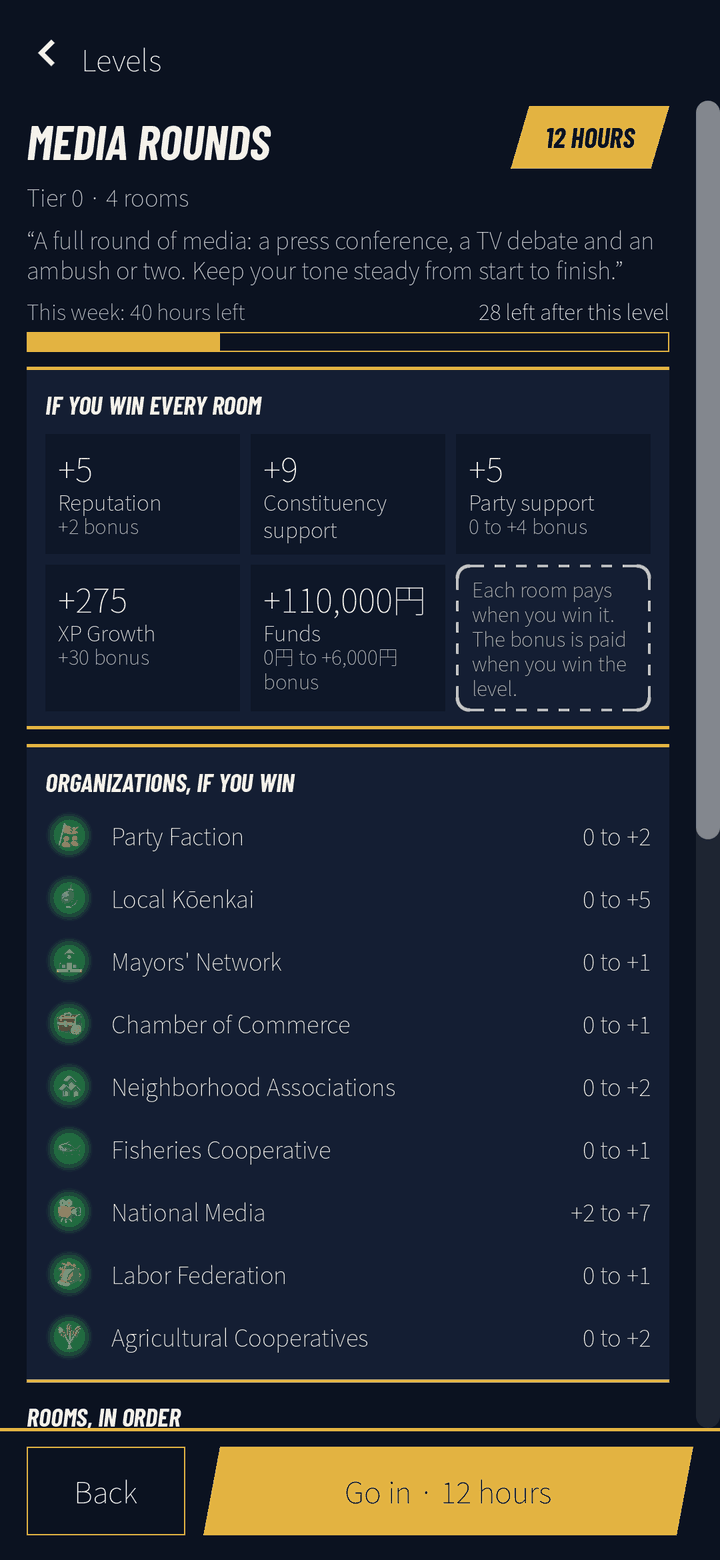 Levels
MEDIA ROUNDS
12 HOURS
Tier 0 · 4 rooms
“A full round of media: a press conference, a TV debate and an
ambush or two. Keep your tone steady from start to finish.”
This week: 40 hours left
28 left after this level
IF YOU WIN EVERY ROOM
+5
Reputation
+2 bonus
+9
Constituency
support
+5
Party support
0 to +4 bonus
+275
XP Growth
+30 bonus
+110,000円
Funds
0円 to +6,000円
bonus
Each room pays
when you win it.
The bonus is paid
when you win the
level.
ORGANIZATIONS, IF YOU WIN
Party Faction 0 to +2
Local Kōenkai 0 to +5
Mayors' Network 0 to +1
Chamber of Commerce 0 to +1
Neighborhood Associations 0 to +2
Fisheries Cooperative 0 to +1
National Media +2 to +7
Labor Federation 0 to +1
Agricultural Cooperatives 0 to +2
ROOMS, IN ORDER
Back
Go in · 12 hours